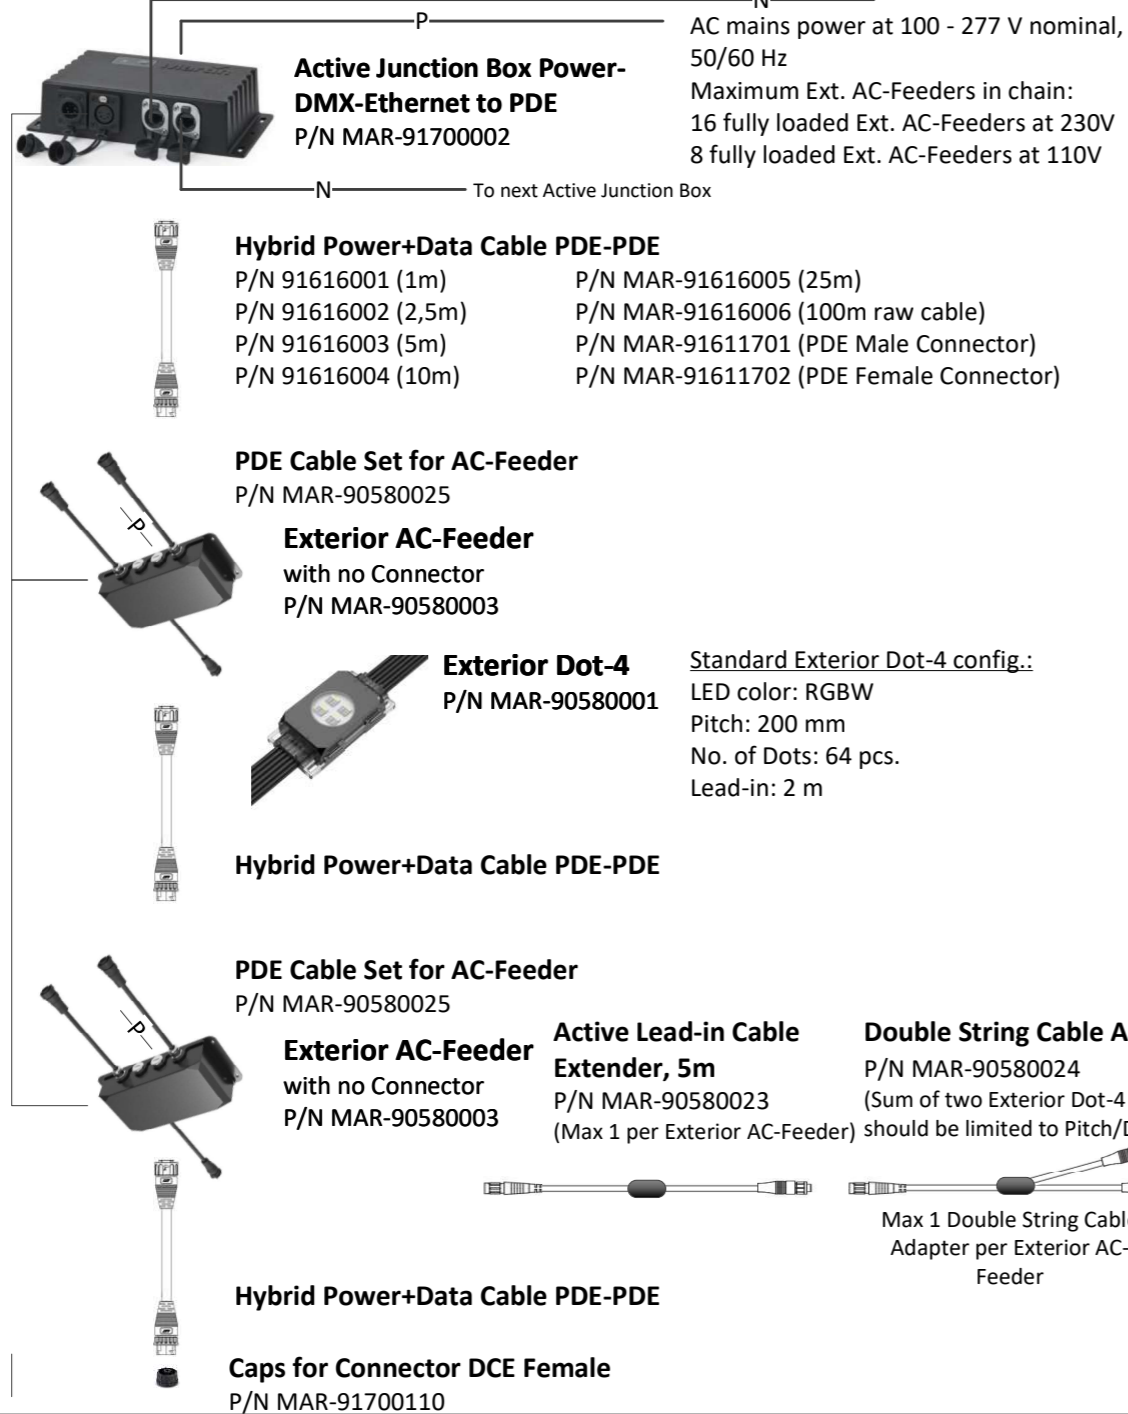 N
P
AC mains power at 100 - 277 V nominal,
50/60 Hz
Maximum Ext. AC-Feeders in chain:
16 fully loaded Ext. AC-Feeders at 230V
8 fully loaded Ext. AC-Feeders at 110V
Martin
Active Junction Box Power-
DMX-Ethernet to PDE
P/N MAR-91700002
N
To next Active Junction Box
Hybrid Power+Data Cable PDE-PDE
P/N 91616001 (1m)
P/N 91616002 (2,5m)
P/N 91616003 (5m)
P/N 91616004 (10m)
P/N MAR-91616005 (25m)
P/N MAR-91616006 (100m raw cable)
P/N MAR-91611701 (PDE Male Connector)
P/N MAR-91611702 (PDE Female Connector)
PDE Cable Set for AC-Feeder
P/N MAR-90580025
P
Exterior AC-Feeder
with no Connector
P/N MAR-90580003
Exterior Dot-4
P/N MAR-90580001
Standard Exterior Dot-4 config.:
LED color: RGBW
Pitch: 200 mm
No. of Dots: 64 pcs.
Lead-in: 2 m
Hybrid Power+Data Cable PDE-PDE
PDE Cable Set for AC-Feeder
P/N MAR-90580025
P
Exterior AC-Feeder
with no Connector
P/N MAR-90580003
Active Lead-in Cable
Extender, 5m
P/N MAR-90580023
(Max 1 per Exterior AC-Feeder)
Double String Cable A
P/N MAR-90580024
(Sum of two Exterior Dot-4
should be limited to Pitch/D
Max 1 Double String Cabl
Adapter per Exterior AC-
Feeder
Hybrid Power+Data Cable PDE-PDE
Caps for Connector DCE Female
P/N MAR-91700110